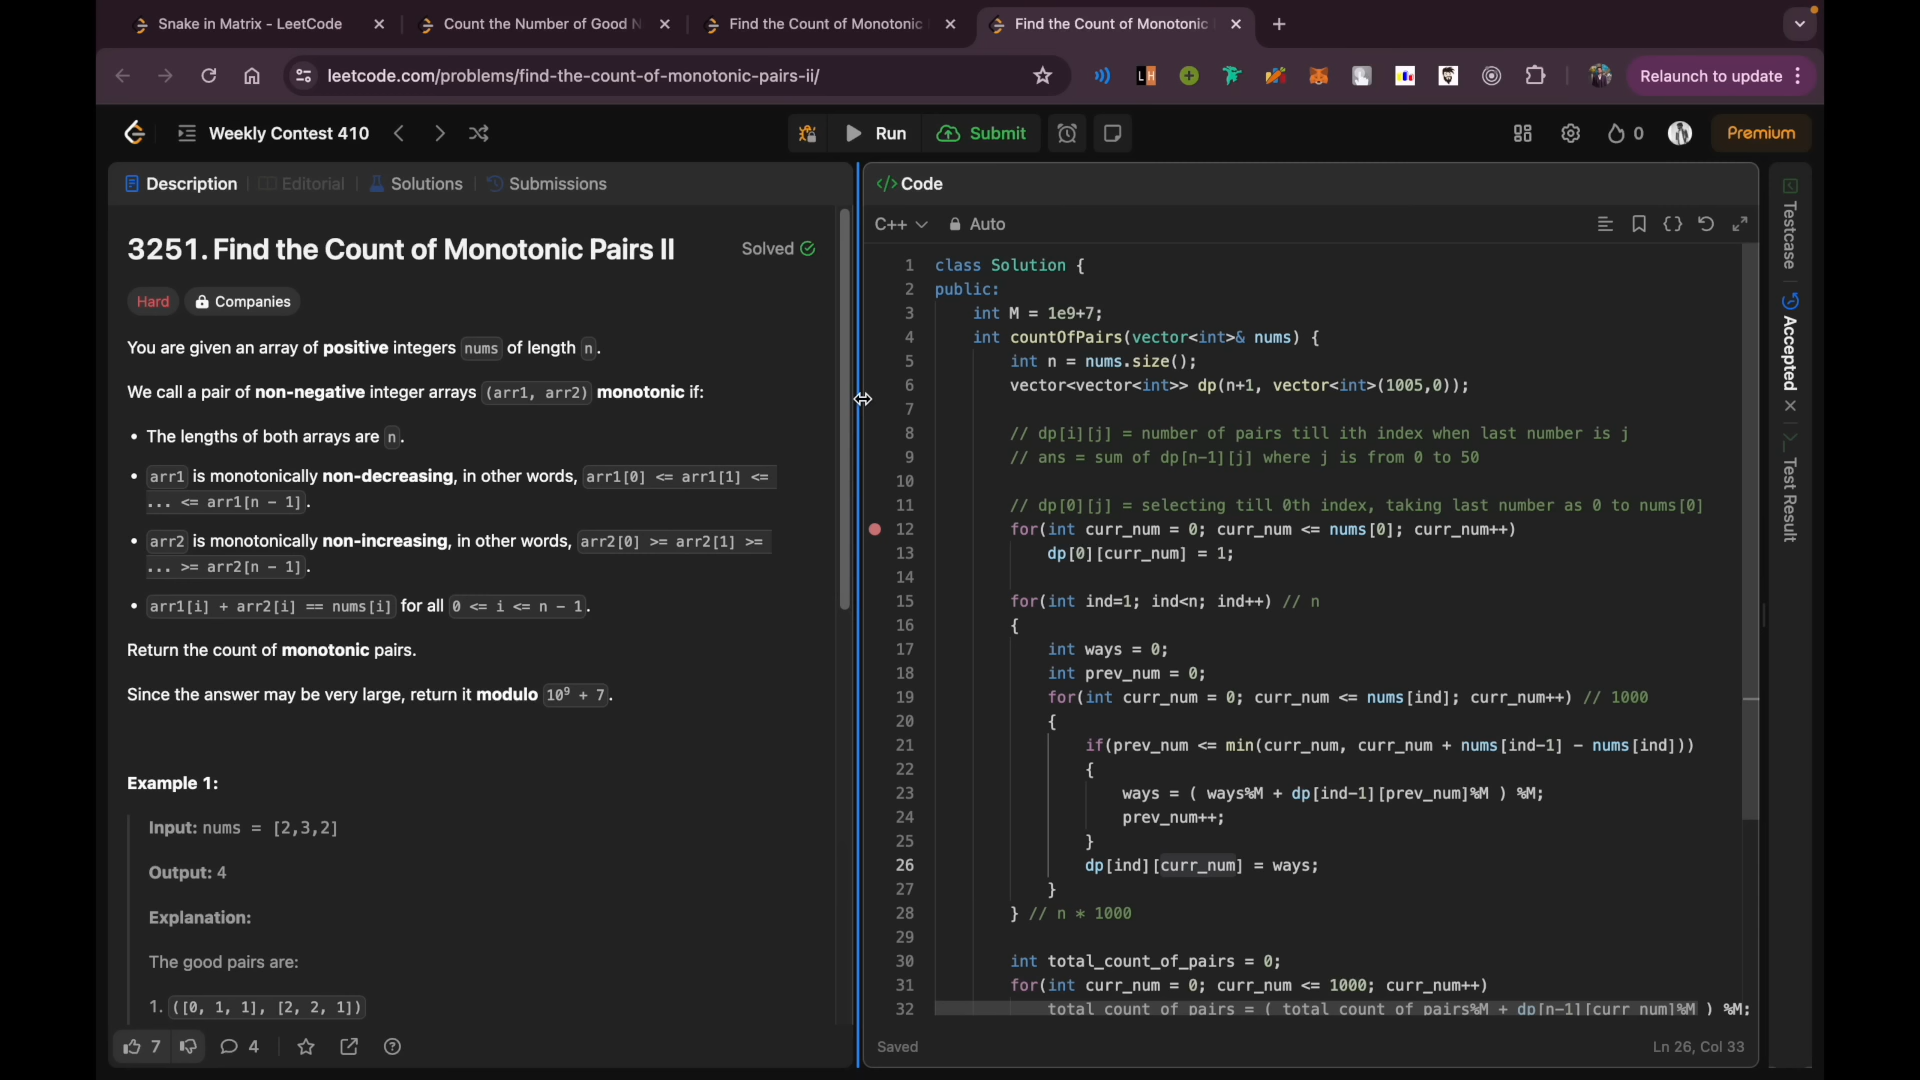 Snake in Matrix - LeetCode
Count the Number of Good N
Find the Count of Monotonic
Find the Count of Monotonic
leetcode.com/problems/find-the-count-of-monotonic-pairs-ii/
LH
Relaunch to update
Weekly Contest 410
Run
Submit
0
Premium
Description
Editorial
Solutions
Submissions
3251. Find the Count of Monotonic Pairs II
Solved
Hard
Companies
You are given an array of positive integers nums of length n.
We call a pair of non-negative integer arrays (arr1, arr2) monotonic if:
• The lengths of both arrays are n.
• arr1 is monotonically non-decreasing, in other words, arr1[0] <= arr1[1] <=
... <= arr1[n - 1].
• arr2 is monotonically non-increasing, in other words, arr2[0] >= arr2[1] >=
... >= arr2[n - 1].
• arr1[i] + arr2[i] == nums[i] for all 0 <= i <= n - 1.
Return the count of monotonic pairs.
Since the answer may be very large, return it modulo 10⁹ + 7.
Example 1:
Input: nums = [2,3,2]
Output: 4
Explanation:
The good pairs are:
1. ([0, 1, 1], [2, 2, 1])
7
4
</> Code
C++
Auto
1 class Solution {
2 public:
3 int M = 1e9+7;
4 int countOfPairs(vector<int>& nums) {
5 int n = nums.size();
6 vector<vector<int>> dp(n+1, vector<int>(1005,0));
7
8 // dp[i][j] = number of pairs till ith index when last number is j
9 // ans = sum of dp[n-1][j] where j is from 0 to 50
10
11 // dp[0][j] = selecting till 0th index, taking last number as 0 to nums[0]
12 for(int curr_num = 0; curr_num <= nums[0]; curr_num++)
13 dp[0][curr_num] = 1;
14
15 for(int ind=1; ind<n; ind++) // n
16 {
17 int ways = 0;
18 int prev_num = 0;
19 for(int curr_num = 0; curr_num <= nums[ind]; curr_num++) // 1000
20 {
21 if(prev_num <= min(curr_num, curr_num + nums[ind-1] - nums[ind]))
22 {
23 ways = ( ways%M + dp[ind-1][prev_num]%M ) %M;
24 prev_num++;
25 }
26 dp[ind][curr_num] = ways;
27 }
28 } // n * 1000
29
30 int total_count_of_pairs = 0;
31 for(int curr_num = 0; curr_num <= 1000; curr_num++)
32 total_count_of_pairs = ( total_count_of_pairs%M + dp[n-1][curr_num]%M ) %M;
Saved
Ln 26, Col 33
Testcase
Accepted
Test Result